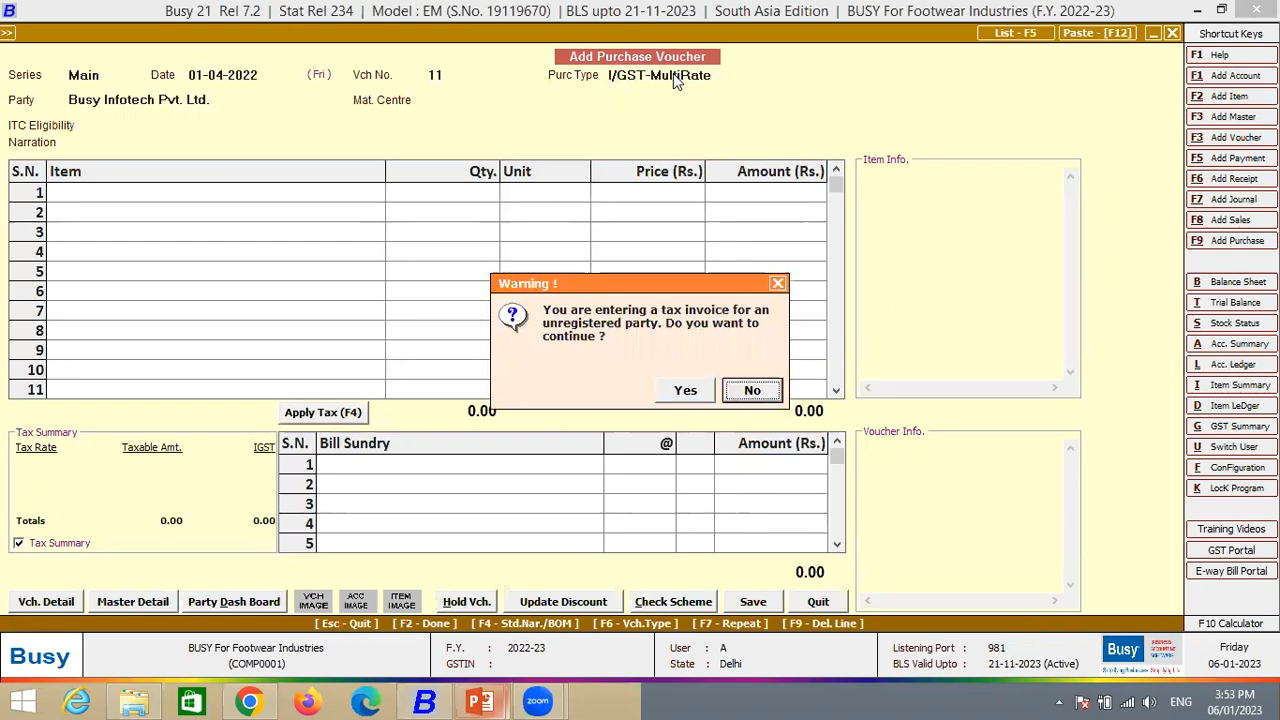 Busy 21 Rel 7.2 | Stat Rel 234 | Model : EM (S.No. 19119670) | BLS upto 21-11-2023 | South Asia Edition | BUSY For Footwear Industries (F.Y. 2022-23)
>> List - F5 Paste - [F12]
Shortcut Keys
Add Purchase Voucher
Series Main Date 01-04-2022 (Fri) Vch No. 11 Purc Type I/GST-MultiRate
Party Busy Infotech Pvt. Ltd. Mat. Centre
ITC Eligibility
Narration
S.N. Item Qty. Unit Price (Rs.) Amount (Rs.)
1
2
3
4
5
6
7
8
9
10
11
Item Info.
Warning !
You are entering a tax invoice for an
unregistered party. Do you want to
continue ?
Yes No
Apply Tax (F4) 0.00 0.00
Tax Summary
Tax Rate Taxable Amt. IGST
Totals 0.00 0.00
Tax Summary
S.N. Bill Sundry @ Amount (Rs.)
1
2
3
4
5
0.00
Voucher Info.
Vch. Detail Master Detail Party Dash Board VCH IMAGE ACC IMAGE ITEM IMAGE Hold Vch. Update Discount Check Scheme Save Quit
[ Esc - Quit ] [ F2 - Done ] [ F4 - Std.Nar./BOM ] [ F6 - Vch.Type ] [ F7 - Repeat ] [ F9 - Del. Line ]
F1 Help
F1 Add Account
F2 Add Item
F3 Add Master
F3 Add Voucher
F5 Add Payment
F6 Add Receipt
F7 Add Journal
F8 Add Sales
F9 Add Purchase
B Balance Sheet
T Trial Balance
S Stock Status
A Acc. Summary
L Acc. Ledger
I Item Summary
D Item LeDger
G GST Summary
U Switch User
F ConFiguration
K LocK Program
Training Videos
GST Portal
E-way Bill Portal
F10 Calculator
Busy
BUSY For Footwear Industries
(COMP0001)
F.Y. : 2022-23
GSTIN :
User : A
State : Delhi
Listening Port : 981
BLS Valid Upto : 21-11-2023 (Active)
Busy
Friday
06-01-2023
B zoom ENG 3:53 PM
06/01/2023